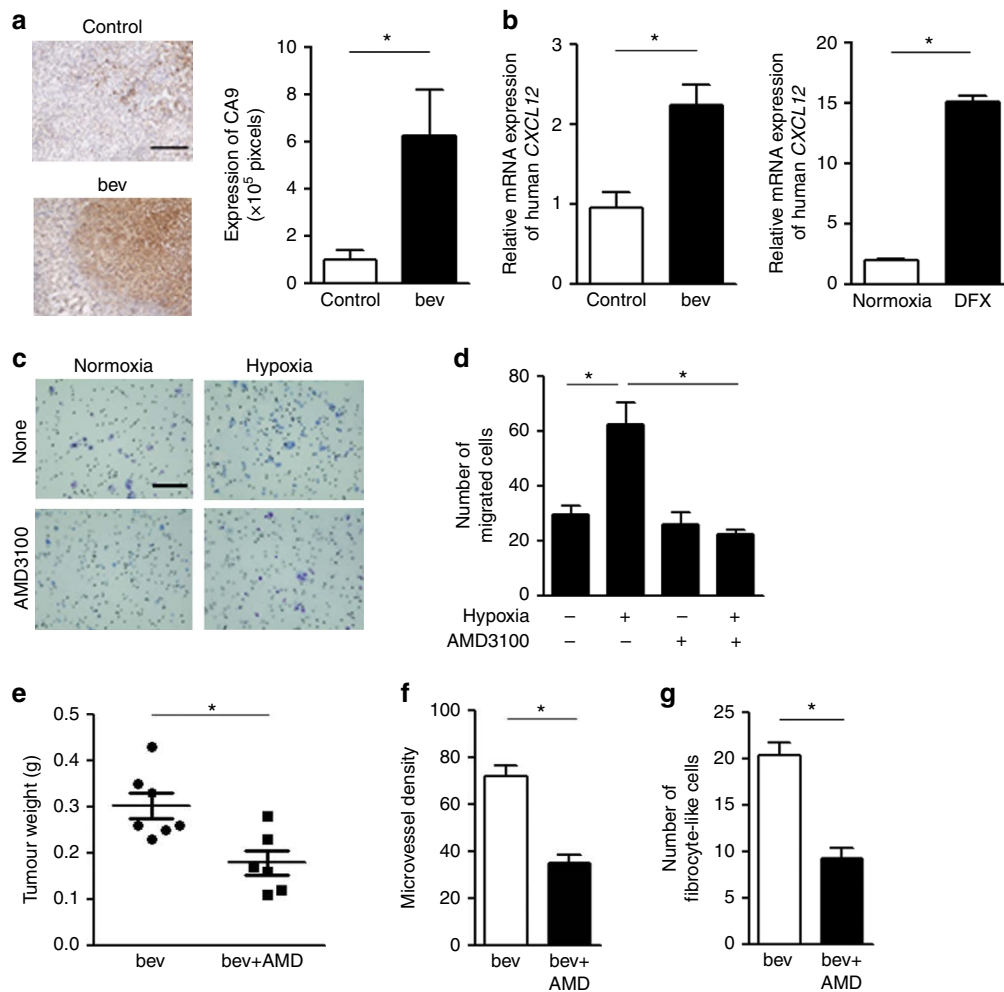 a
Control
bev
Expression of CA9
(×10⁵ pixcels)
10
8
6
4
2
0
*
Control bev
b
Relative mRNA expression
of human CXCL12
3
2
1
0
*
Control bev
Relative mRNA expression
of human CXCL12
20
15
10
5
0
*
Normoxia DFX
c
Normoxia Hypoxia
None
AMD3100
d
Number of
migrated cells
80
60
40
20
0
* *
Hypoxia − + − +
AMD3100 − − + +
e
Tumour weight (g)
0.5
0.4
0.3
0.2
0.1
0.0
*
bev bev+AMD
f
Microvessel density
100
80
60
40
20
0
*
bev bev+
AMD
g
Number of
fibrocyte-like cells
25
20
15
10
5
0
*
bev bev+
AMD